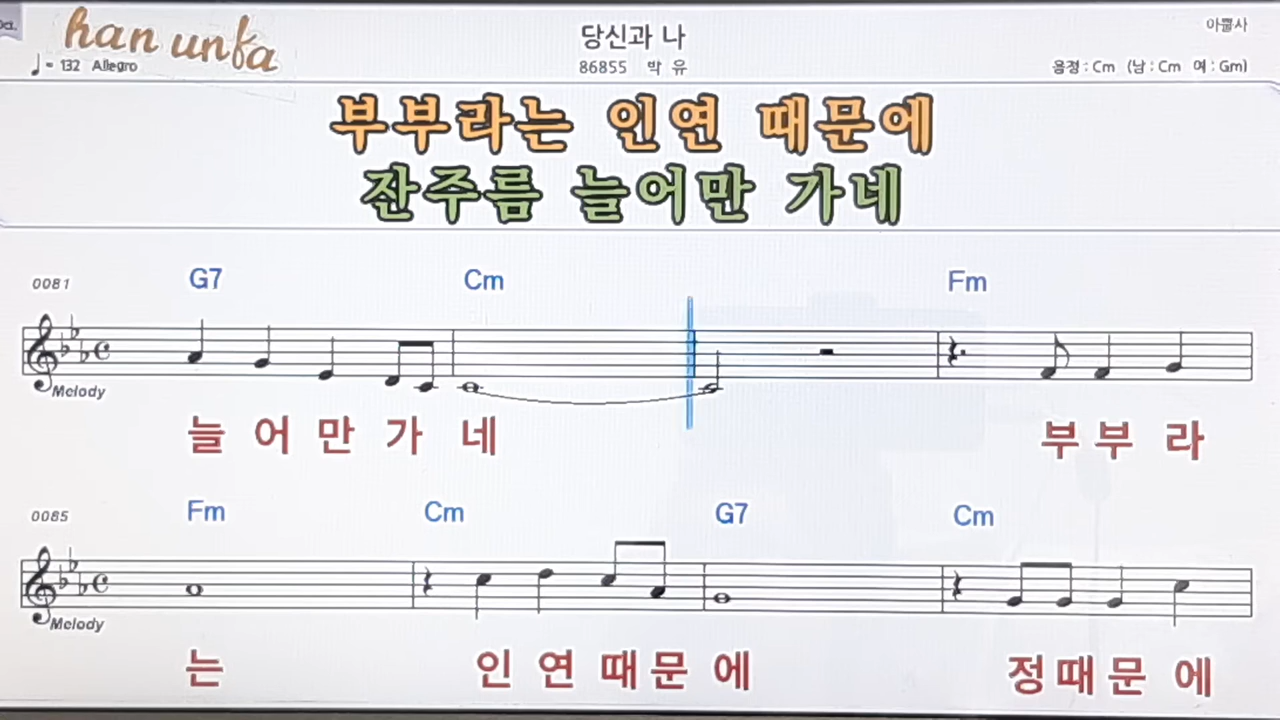 han unfa
당신과 나
아뿔사
♩= 132 Allegro
86855 박 유
음정 : Cm (남 : Cm 여 : Gm)
부부라는 인연 때문에
잔주름 늘어만 가네
0081 G7 Cm Fm
Melody
늘 어 만 가 네 부 부 라
0085 Fm Cm G7 Cm
Melody
는 인 연 때 문 에 정 때 문 에